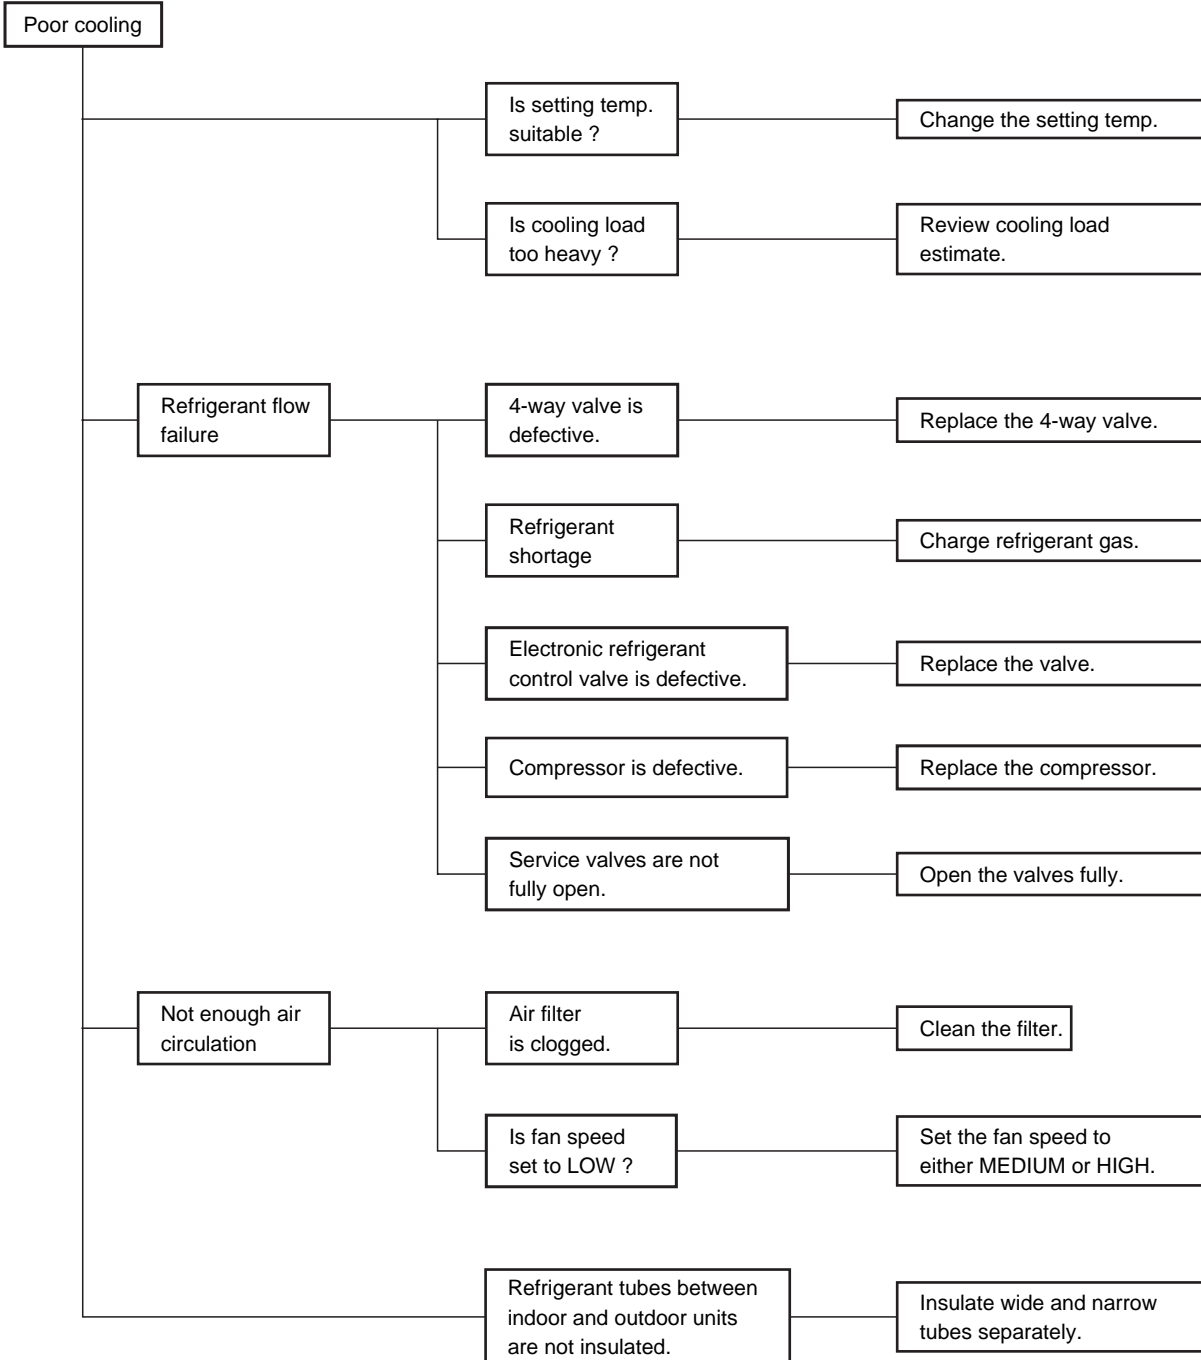 Poor cooling
Is setting temp.
suitable ?
Change the setting temp.
Is cooling load
too heavy ?
Review cooling load
estimate.
Refrigerant flow
failure
4-way valve is
defective.
Replace the 4-way valve.
Refrigerant
shortage
Charge refrigerant gas.
Electronic refrigerant
control valve is defective.
Replace the valve.
Compressor is defective.
Replace the compressor.
Service valves are not
fully open.
Open the valves fully.
Not enough air
circulation
Air filter
is clogged.
Clean the filter.
Is fan speed
set to LOW ?
Set the fan speed to
either MEDIUM or HIGH.
Refrigerant tubes between
indoor and outdoor units
are not insulated.
Insulate wide and narrow
tubes separately.